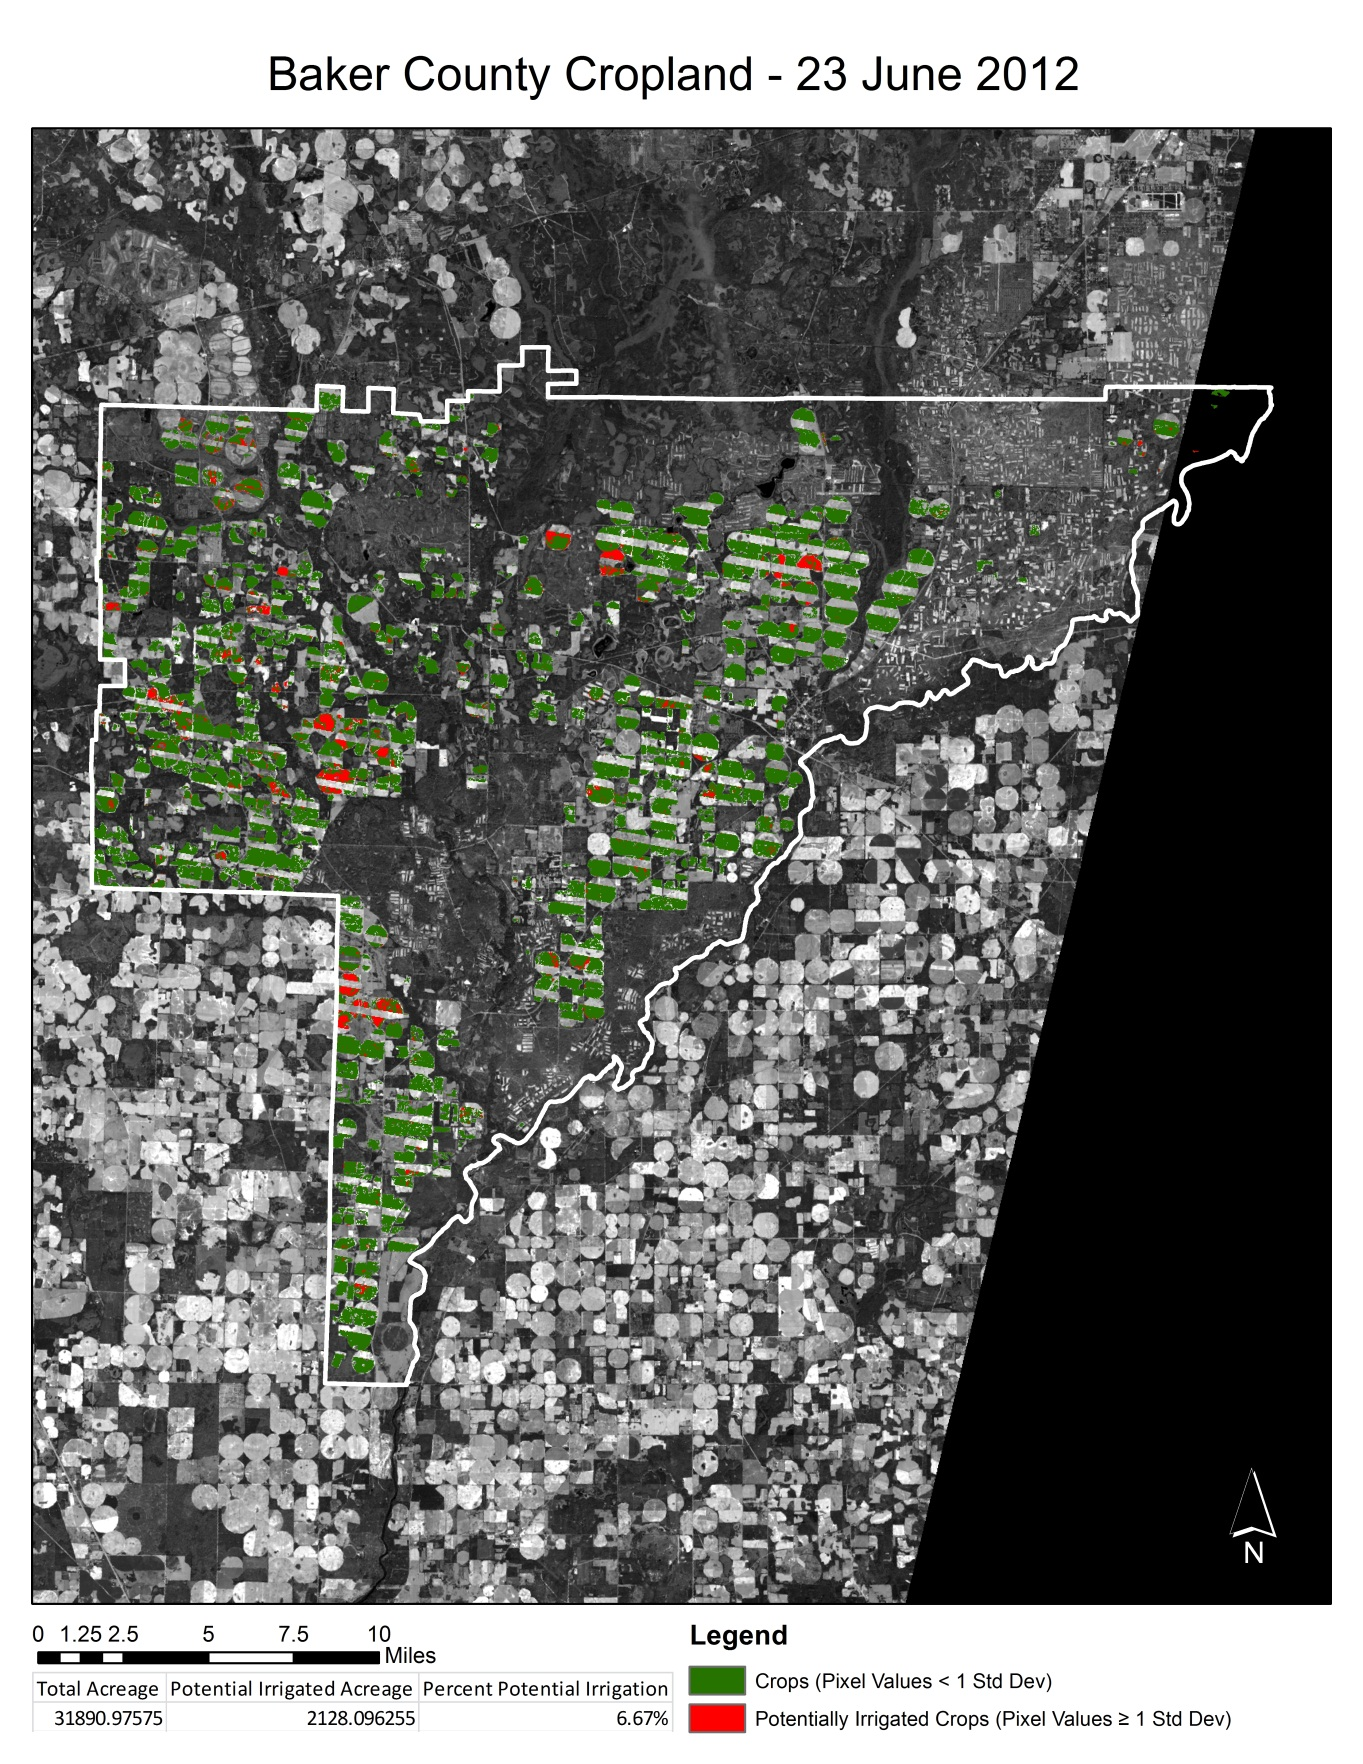 Baker County Cropland - 23 June 2012
N
0 1.25 2.5 5 7.5 10
Miles
Legend
Crops (Pixel Values < 1 Std Dev)
Potentially Irrigated Crops (Pixel Values ≥ 1 Std Dev)
Total Acreage Potential Irrigated Acreage Percent Potential Irrigation
31890.97575 2128.096255 6.67%